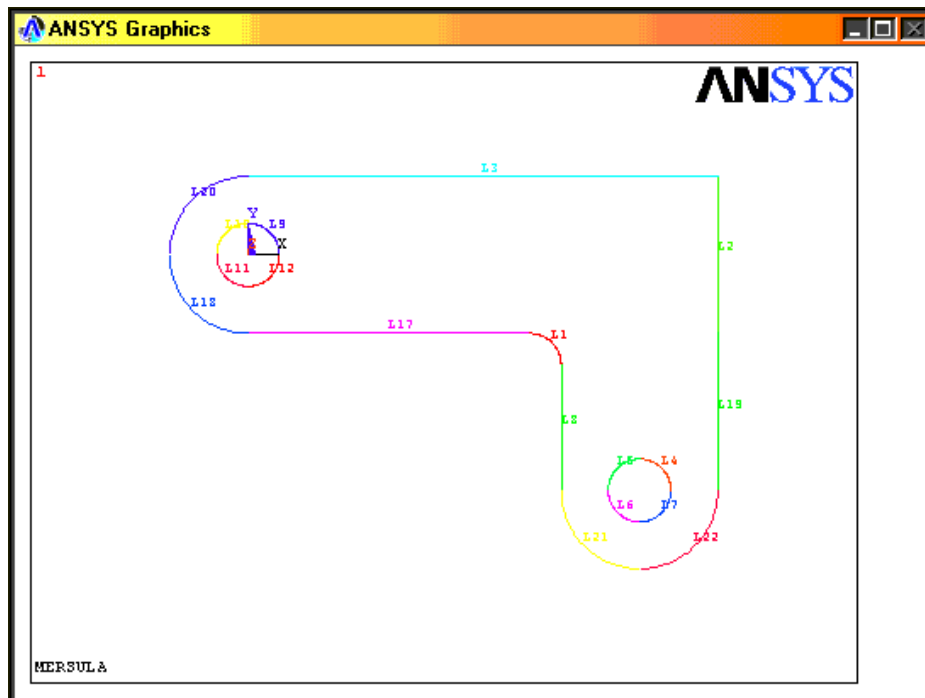 ANSYS Graphics
1
ANSYS
L3
L20
Y
L9
X
L2
L11
L12
L18
L17
L1
L19
L8
L5
L4
L6
L7
L21
L22
MERSULA